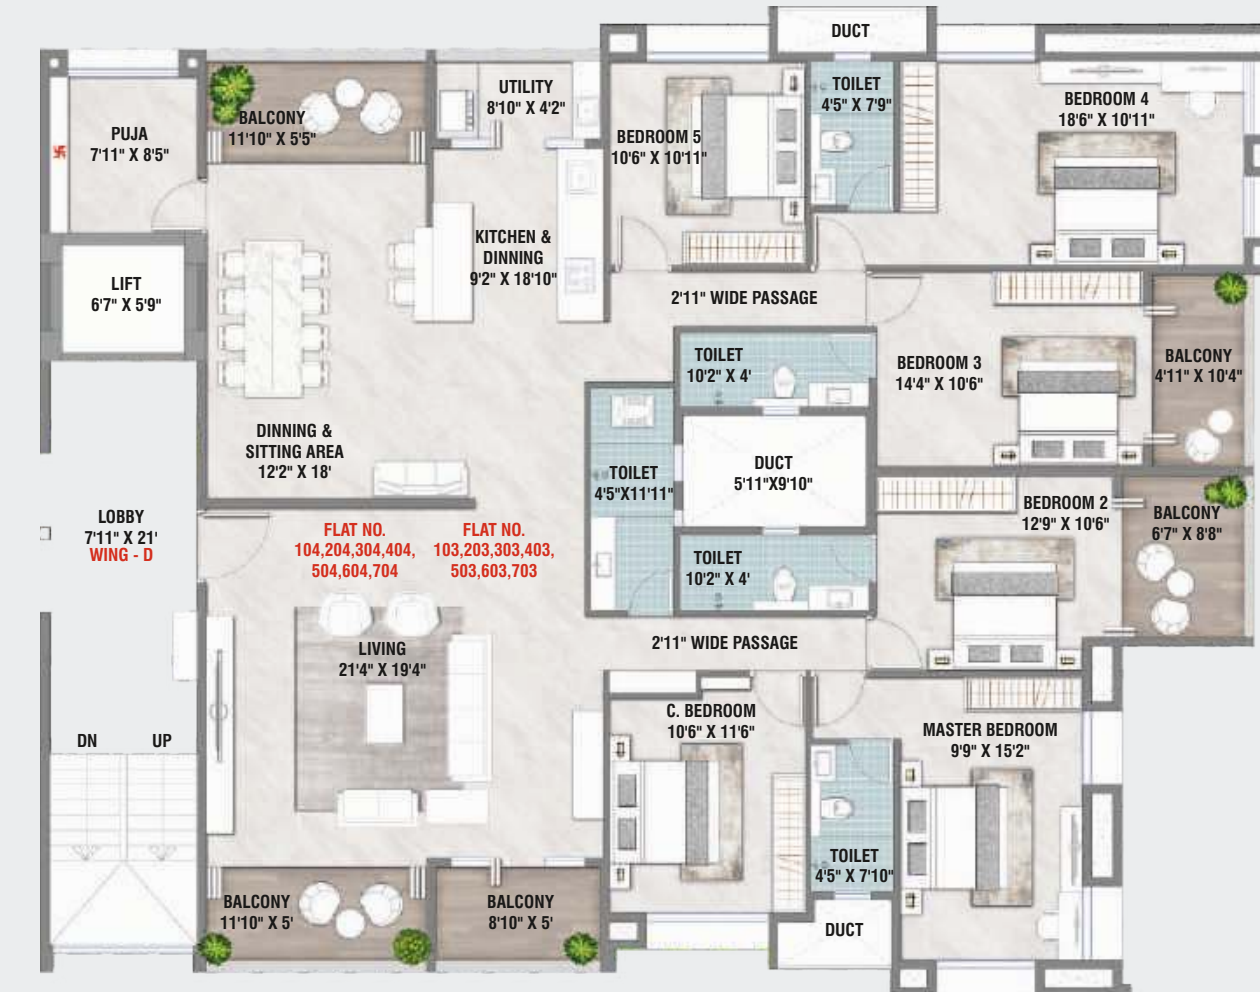 DUCT
UTILITY
8'10" X 4'2"
TOILET
4'5" X 7'9"
BEDROOM 4
18'6" X 10'11"
PUJA
7'11" X 8'5"
BALCONY
11'10" X 5'5"
BEDROOM 5
10'6" X 10'11"
KITCHEN &
DINNING
9'2" X 18'10"
LIFT
6'7" X 5'9"
2'11" WIDE PASSAGE
TOILET
10'2" X 4'
BEDROOM 3
14'4" X 10'6"
BALCONY
4'11" X 10'4"
DINNING &
SITTING AREA
12'2" X 18'
TOILET
4'5"X11'11"
DUCT
5'11"X9'10"
BEDROOM 2
12'9" X 10'6"
BALCONY
6'7" X 8'8"
LOBBY
7'11" X 21'
WING - D
FLAT NO.
104,204,304,404,
504,604,704
FLAT NO.
103,203,303,403,
503,603,703
TOILET
10'2" X 4'
2'11" WIDE PASSAGE
LIVING
21'4" X 19'4"
C. BEDROOM
10'6" X 11'6"
MASTER BEDROOM
9'9" X 15'2"
DN
UP
TOILET
4'5" X 7'10"
BALCONY
11'10" X 5'
BALCONY
8'10" X 5'
DUCT